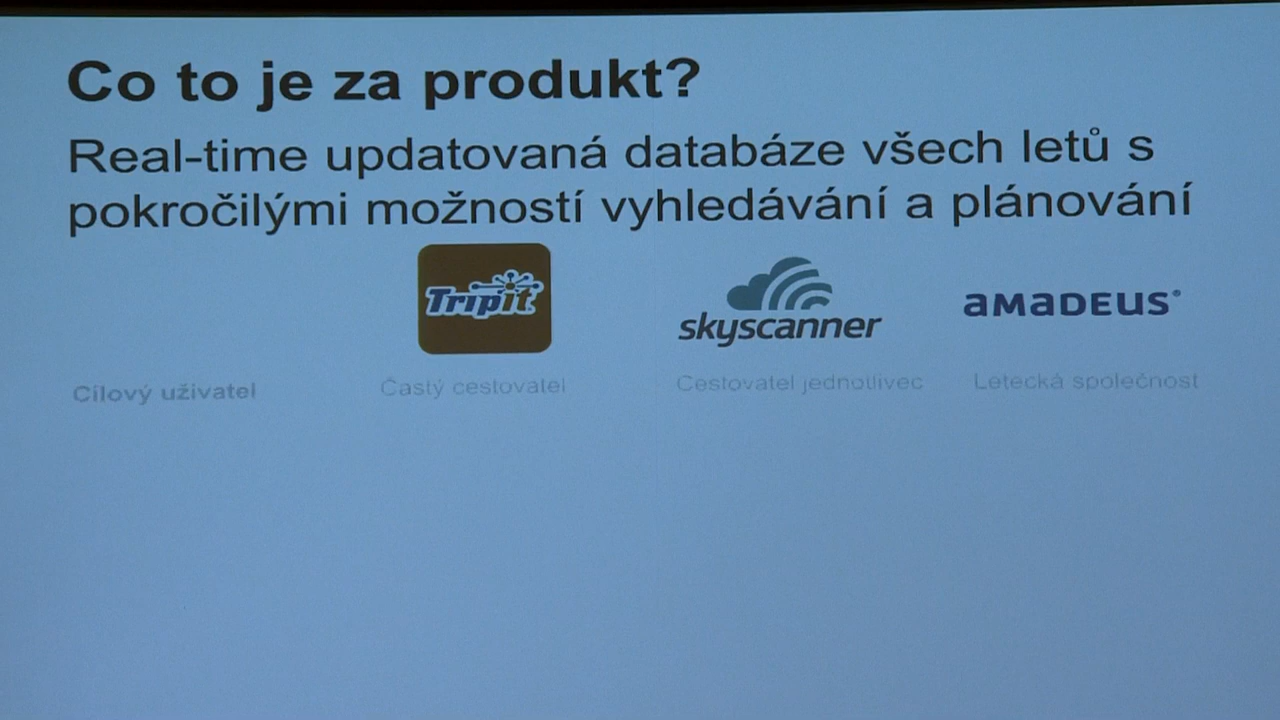 Co to je za produkt?
Real-time updatovaná databáze všech letů s
pokročilými možností vyhledávání a plánování
Tripit
skyscanner
aMaDEUS®
Cílový uživatel
Častý cestovatel
Cestovatel jednotlivec
Letecká společnost